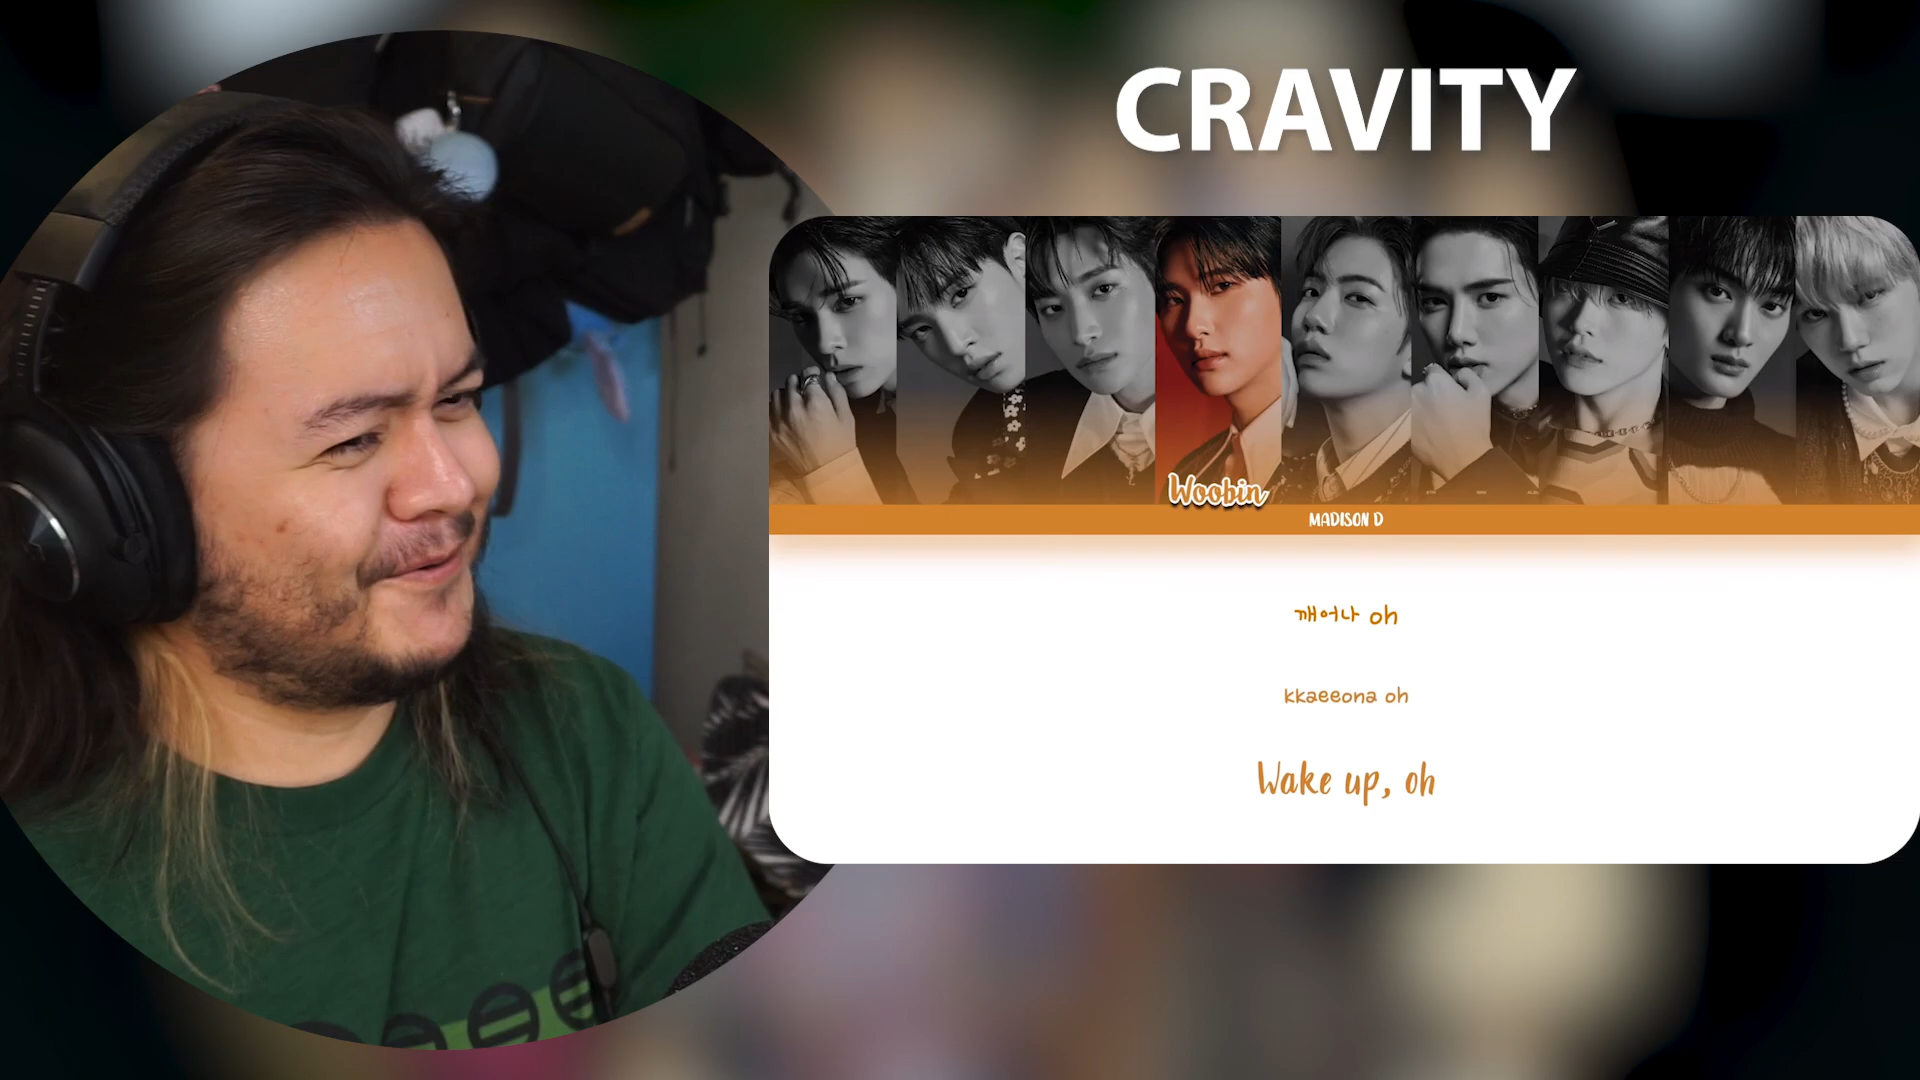 CRAVITY
Woobin
MADISON D
깨어나 oh
kkaeeona oh
Wake up, oh